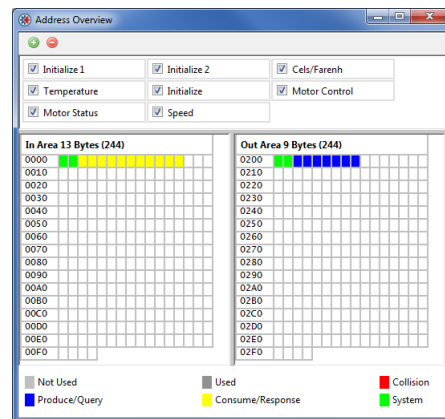 Address Overview
Initialize 1 Initialize 2 Cels/Farenh
Temperature Initialize Motor Control
Motor Status Speed
In Area 13 Bytes (244) Out Area 9 Bytes (244)
0000 0200
0010 0210
0020 0220
0030 0230
0040 0240
0050 0250
0060 0260
0070 0270
0080 0280
0090 0290
00A0 02A0
00B0 02B0
00C0 02C0
00D0 02D0
00E0 02E0
00F0 02F0
Not Used Used Collision
Produce/Query Consume/Response System